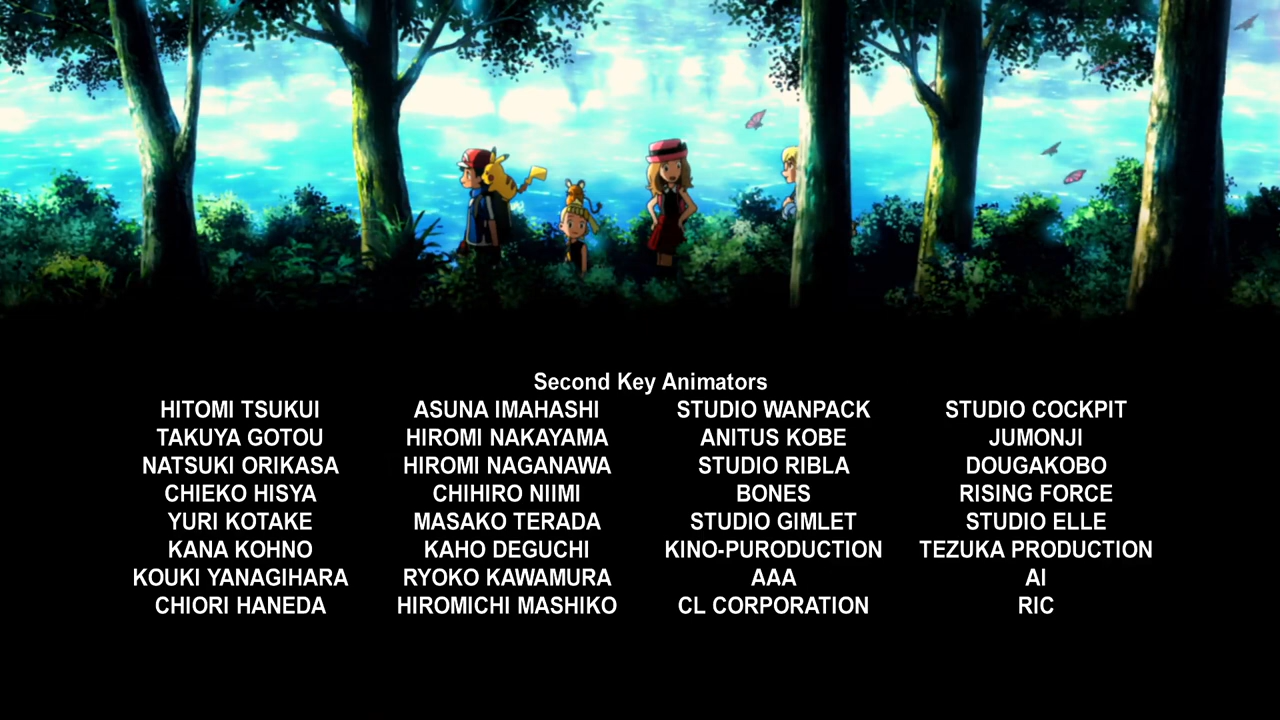 Second Key Animators
HITOMI TSUKUI ASUNA IMAHASHI STUDIO WANPACK STUDIO COCKPIT
TAKUYA GOTOU HIROMI NAKAYAMA ANITUS KOBE JUMONJI
NATSUKI ORIKASA HIROMI NAGANAWA STUDIO RIBLA DOUGAKOBO
CHIEKO HISYA CHIHIRO NIIMI BONES RISING FORCE
YURI KOTAKE MASAKO TERADA STUDIO GIMLET STUDIO ELLE
KANA KOHNO KAHO DEGUCHI KINO-PURODUCTION TEZUKA PRODUCTION
KOUKI YANAGIHARA RYOKO KAWAMURA AAA AI
CHIORI HANEDA HIROMICHI MASHIKO CL CORPORATION RIC